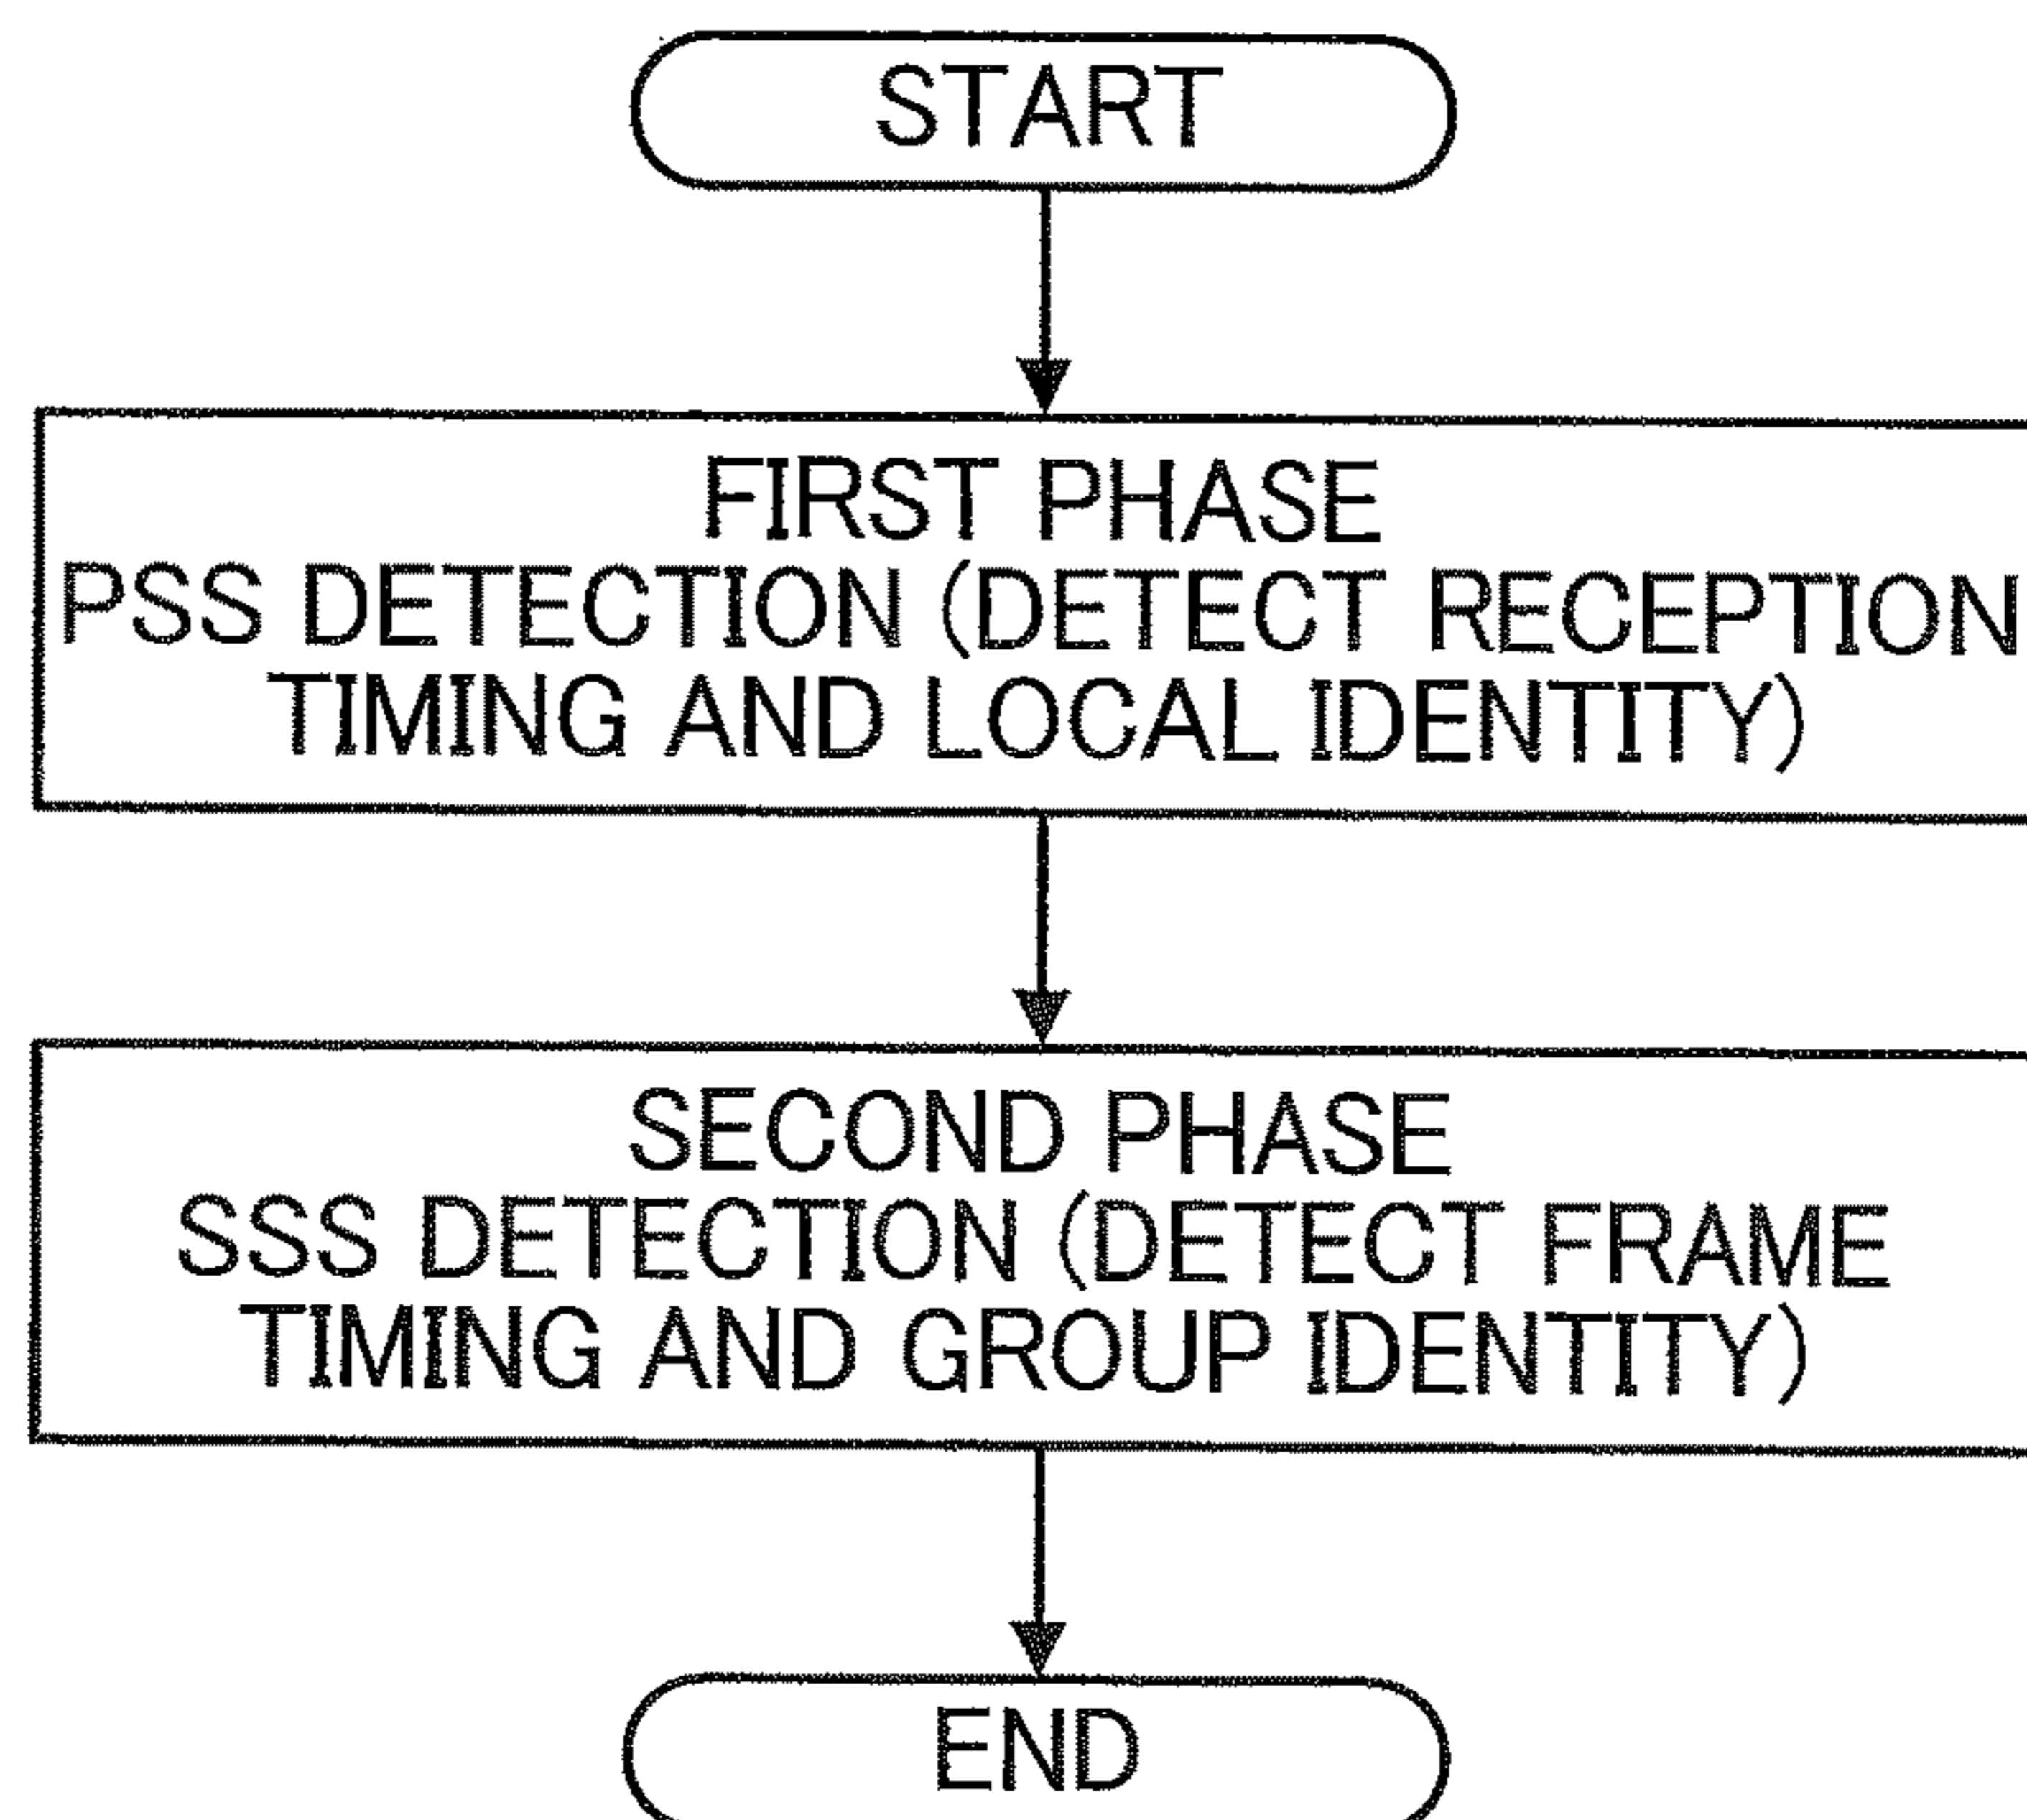 START
FIRST PHASE
PSS DETECTION (DETECT RECEPTION
TIMING AND LOCAL IDENTITY)
SECOND PHASE
SSS DETECTION (DETECT FRAME
TIMING AND GROUP IDENTITY)
END